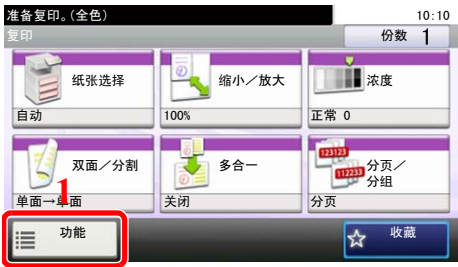 准备复印。(全色)
10:10
复印
份数 1
纸张选择
缩小／放大
浓度
自动
100%
正常 0
双面／分割
多合一
123123
112233
分页／
分组
1
单面→单面
关闭
分页
功能
收藏